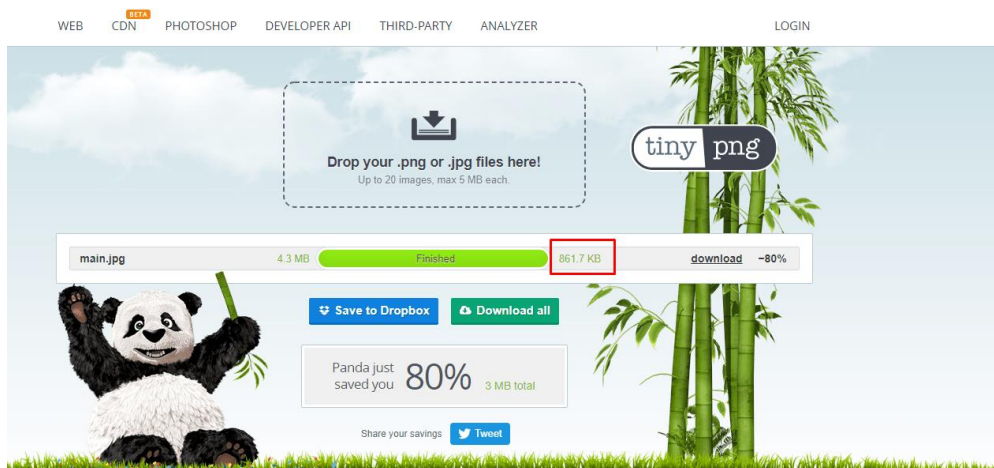 WEB CDN BETA PHOTOSHOP DEVELOPER API THIRD-PARTY ANALYZER LOGIN
Drop your .png or .jpg files here!
Up to 20 images, max 5 MB each.
tiny png
main.jpg 4.3 MB Finished 861.7 KB download -80%
Save to Dropbox Download all
Panda just
saved you 80% 3 MB total
Share your savings Tweet